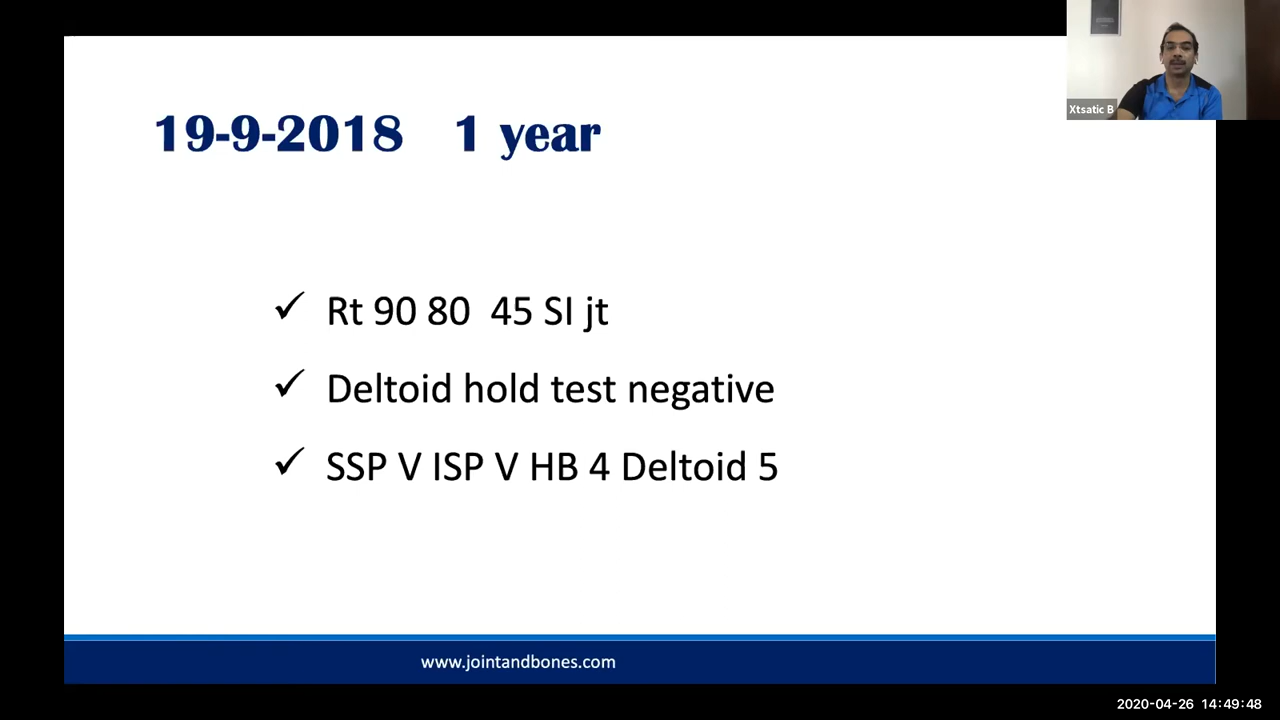 Xtsatic B
19-9-2018 1 year
✓ Rt 90 80 45 SI jt
✓ Deltoid hold test negative
✓ SSP V ISP V HB 4 Deltoid 5
www.jointandbones.com
2020-04-26 14:49:48